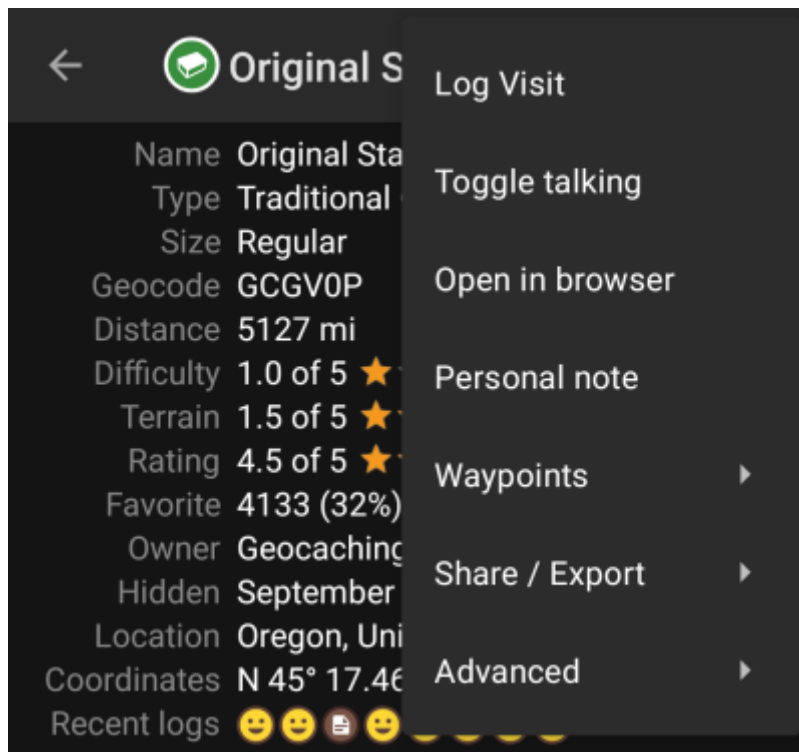 Original S
Name Original Sta
Type Traditional
Size Regular
Geocode GCGV0P
Distance 5127 mi
Difficulty 1.0 of 5
Terrain 1.5 of 5
Rating 4.5 of 5
Favorite 4133 (32%)
Owner Geocaching
Hidden September
Location Oregon, Uni
Coordinates N 45° 17.46
Recent logs
Log Visit
Toggle talking
Open in browser
Personal note
Waypoints
Share / Export
Advanced